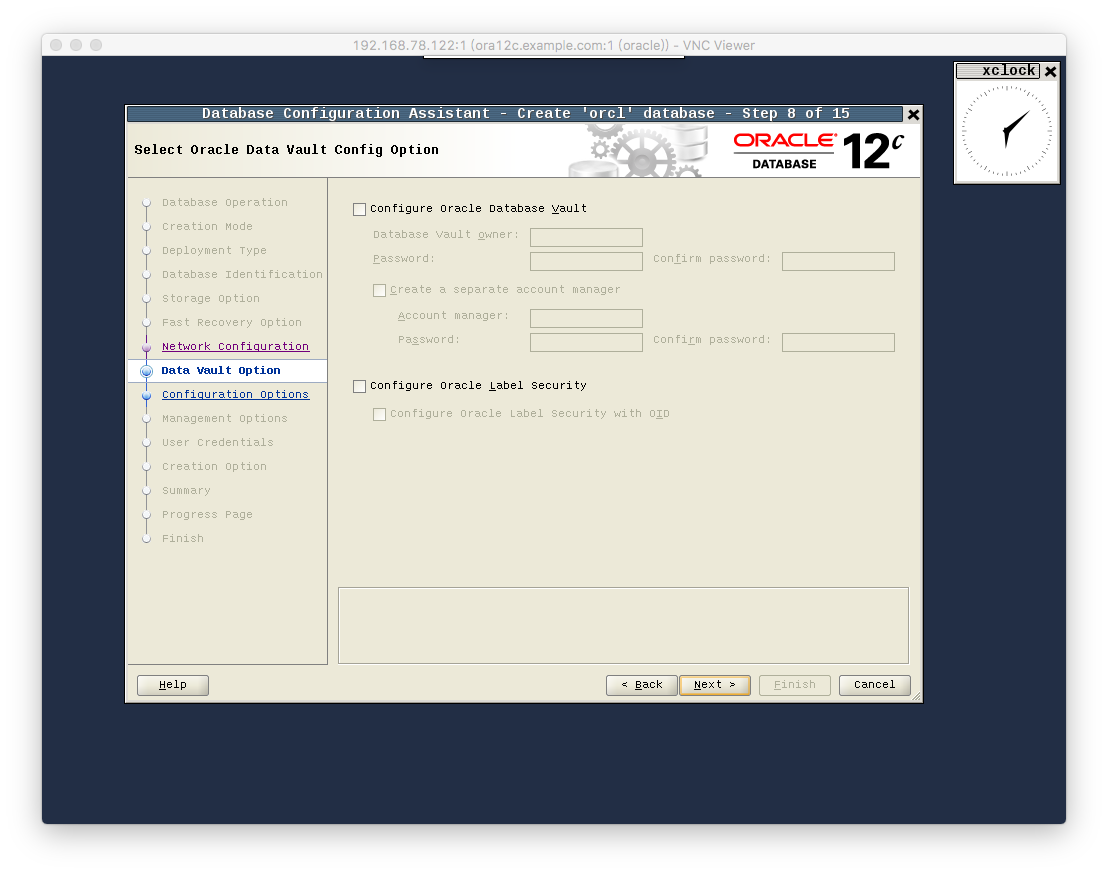 192.168.78.122:1 (ora12c.example.com:1 (oracle)) - VNC Viewer
xclock
Database Configuration Assistant - Create 'orcl' database - Step 8 of 15
Select Oracle Data Vault Config Option
ORACLE®
DATABASE
12c
Database Operation
Creation Mode
Deployment Type
Database Identification
Storage Option
Fast Recovery Option
Network Configuration
Data Vault Option
Configuration Options
Management Options
User Credentials
Creation Option
Summary
Progress Page
Finish
Configure Oracle Database Vault
Database Vault owner:
Password: Confirm password:
Create a separate account manager
Account manager:
Password: Confirm password:
Configure Oracle Label Security
Configure Oracle Label Security with OID
Help < Back Next > Finish Cancel